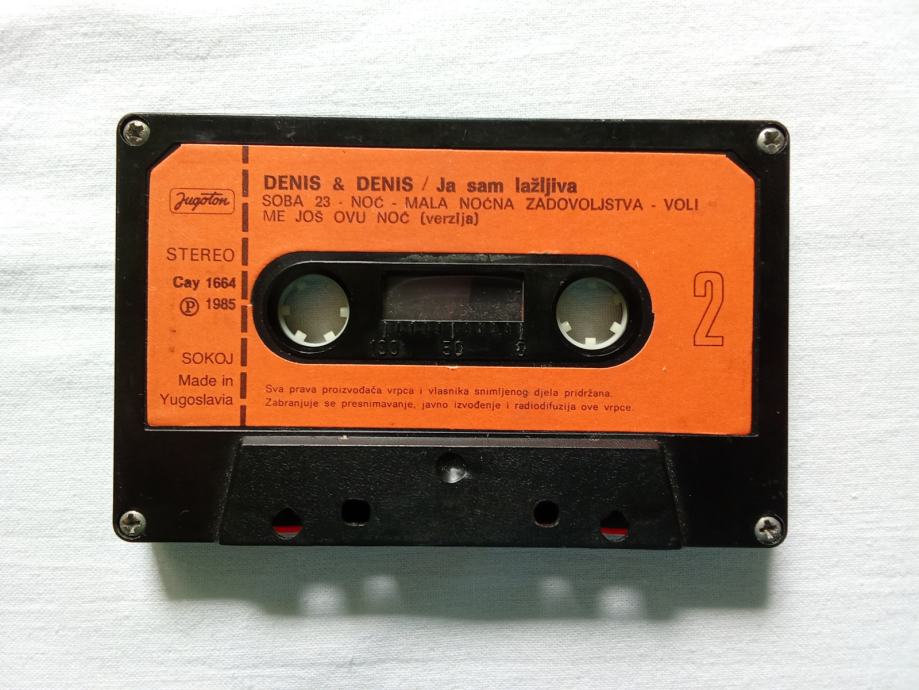 Jugoton
STEREO
Cay 1664
Ⓟ 1985
SOKOJ
Made in
Yugoslavia
DENIS & DENIS / Ja sam lažljiva
SOBA 23 - NOĆ - MALA NOĆNA ZADOVOLJSTVA - VOLI
ME JOŠ OVU NOĆ (verzija)
100 50 0
2
Sva prava proizvođača vrpca i vlasnika snimljenog djela pridržana.
Zabranjuje se presnimavanje, javno izvođenje i radiodifuzija ove vrpce.